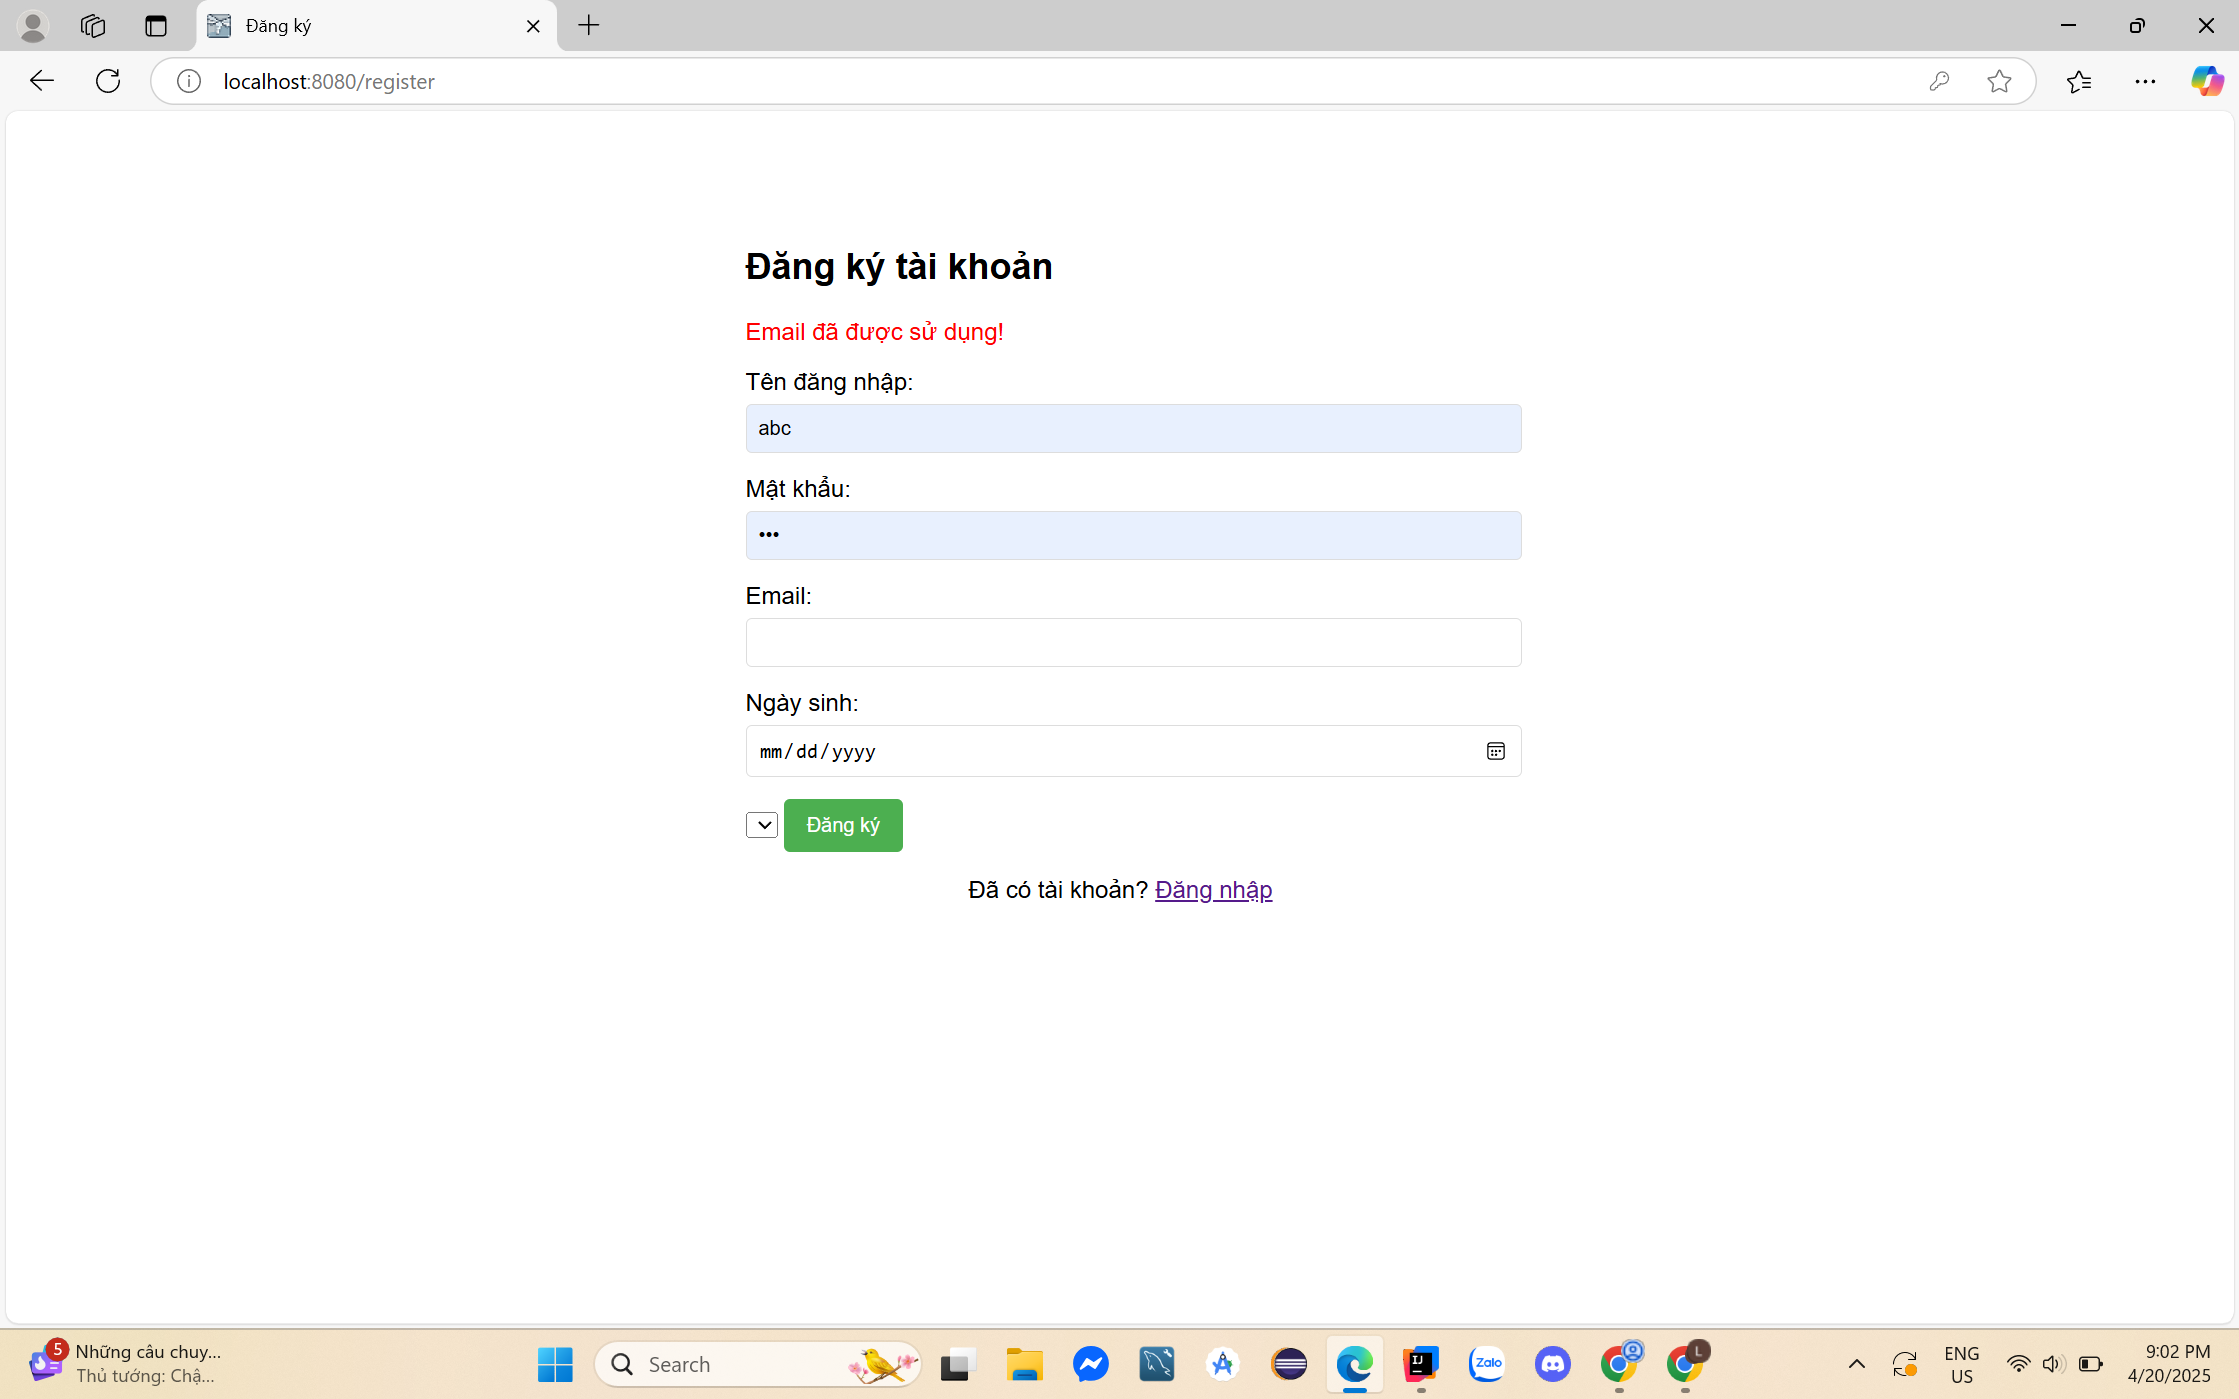 Đăng ký
localhost:8080/register
Đăng ký tài khoản
Email đã được sử dụng!
Tên đăng nhập:
abc
Mật khẩu:
•••
Email:
Ngày sinh:
mm/dd/yyyy
Đăng ký
Đã có tài khoản? Đăng nhập
5
Những câu chuy...
Thủ tướng: Chậ...
Search
IJ
Zalo
L
ENG
US
9:02 PM
4/20/2025